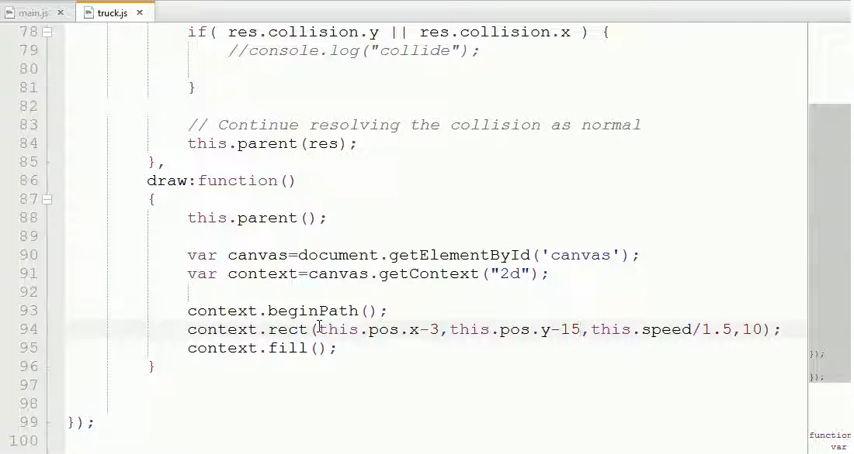 main.js × truck.js ×
78 if( res.collision.y || res.collision.x ) {
79 //console.log("collide");
80
81 }
82
83 // Continue resolving the collision as normal
84 this.parent(res);
85 },
86 draw:function()
87 {
88 this.parent();
89
90 var canvas=document.getElementById('canvas');
91 var context=canvas.getContext("2d");
92
93 context.beginPath();
94 context.rect(this.pos.x-3,this.pos.y-15,this.speed/1.5,10);
95 context.fill();
96 }
97
98
99 });
100
});
});
function
var